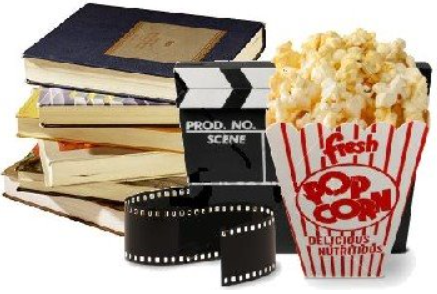 PROD. NO.
SCENE
fresh
POP
CORN
DELICIOUS
NUTRITIOUS